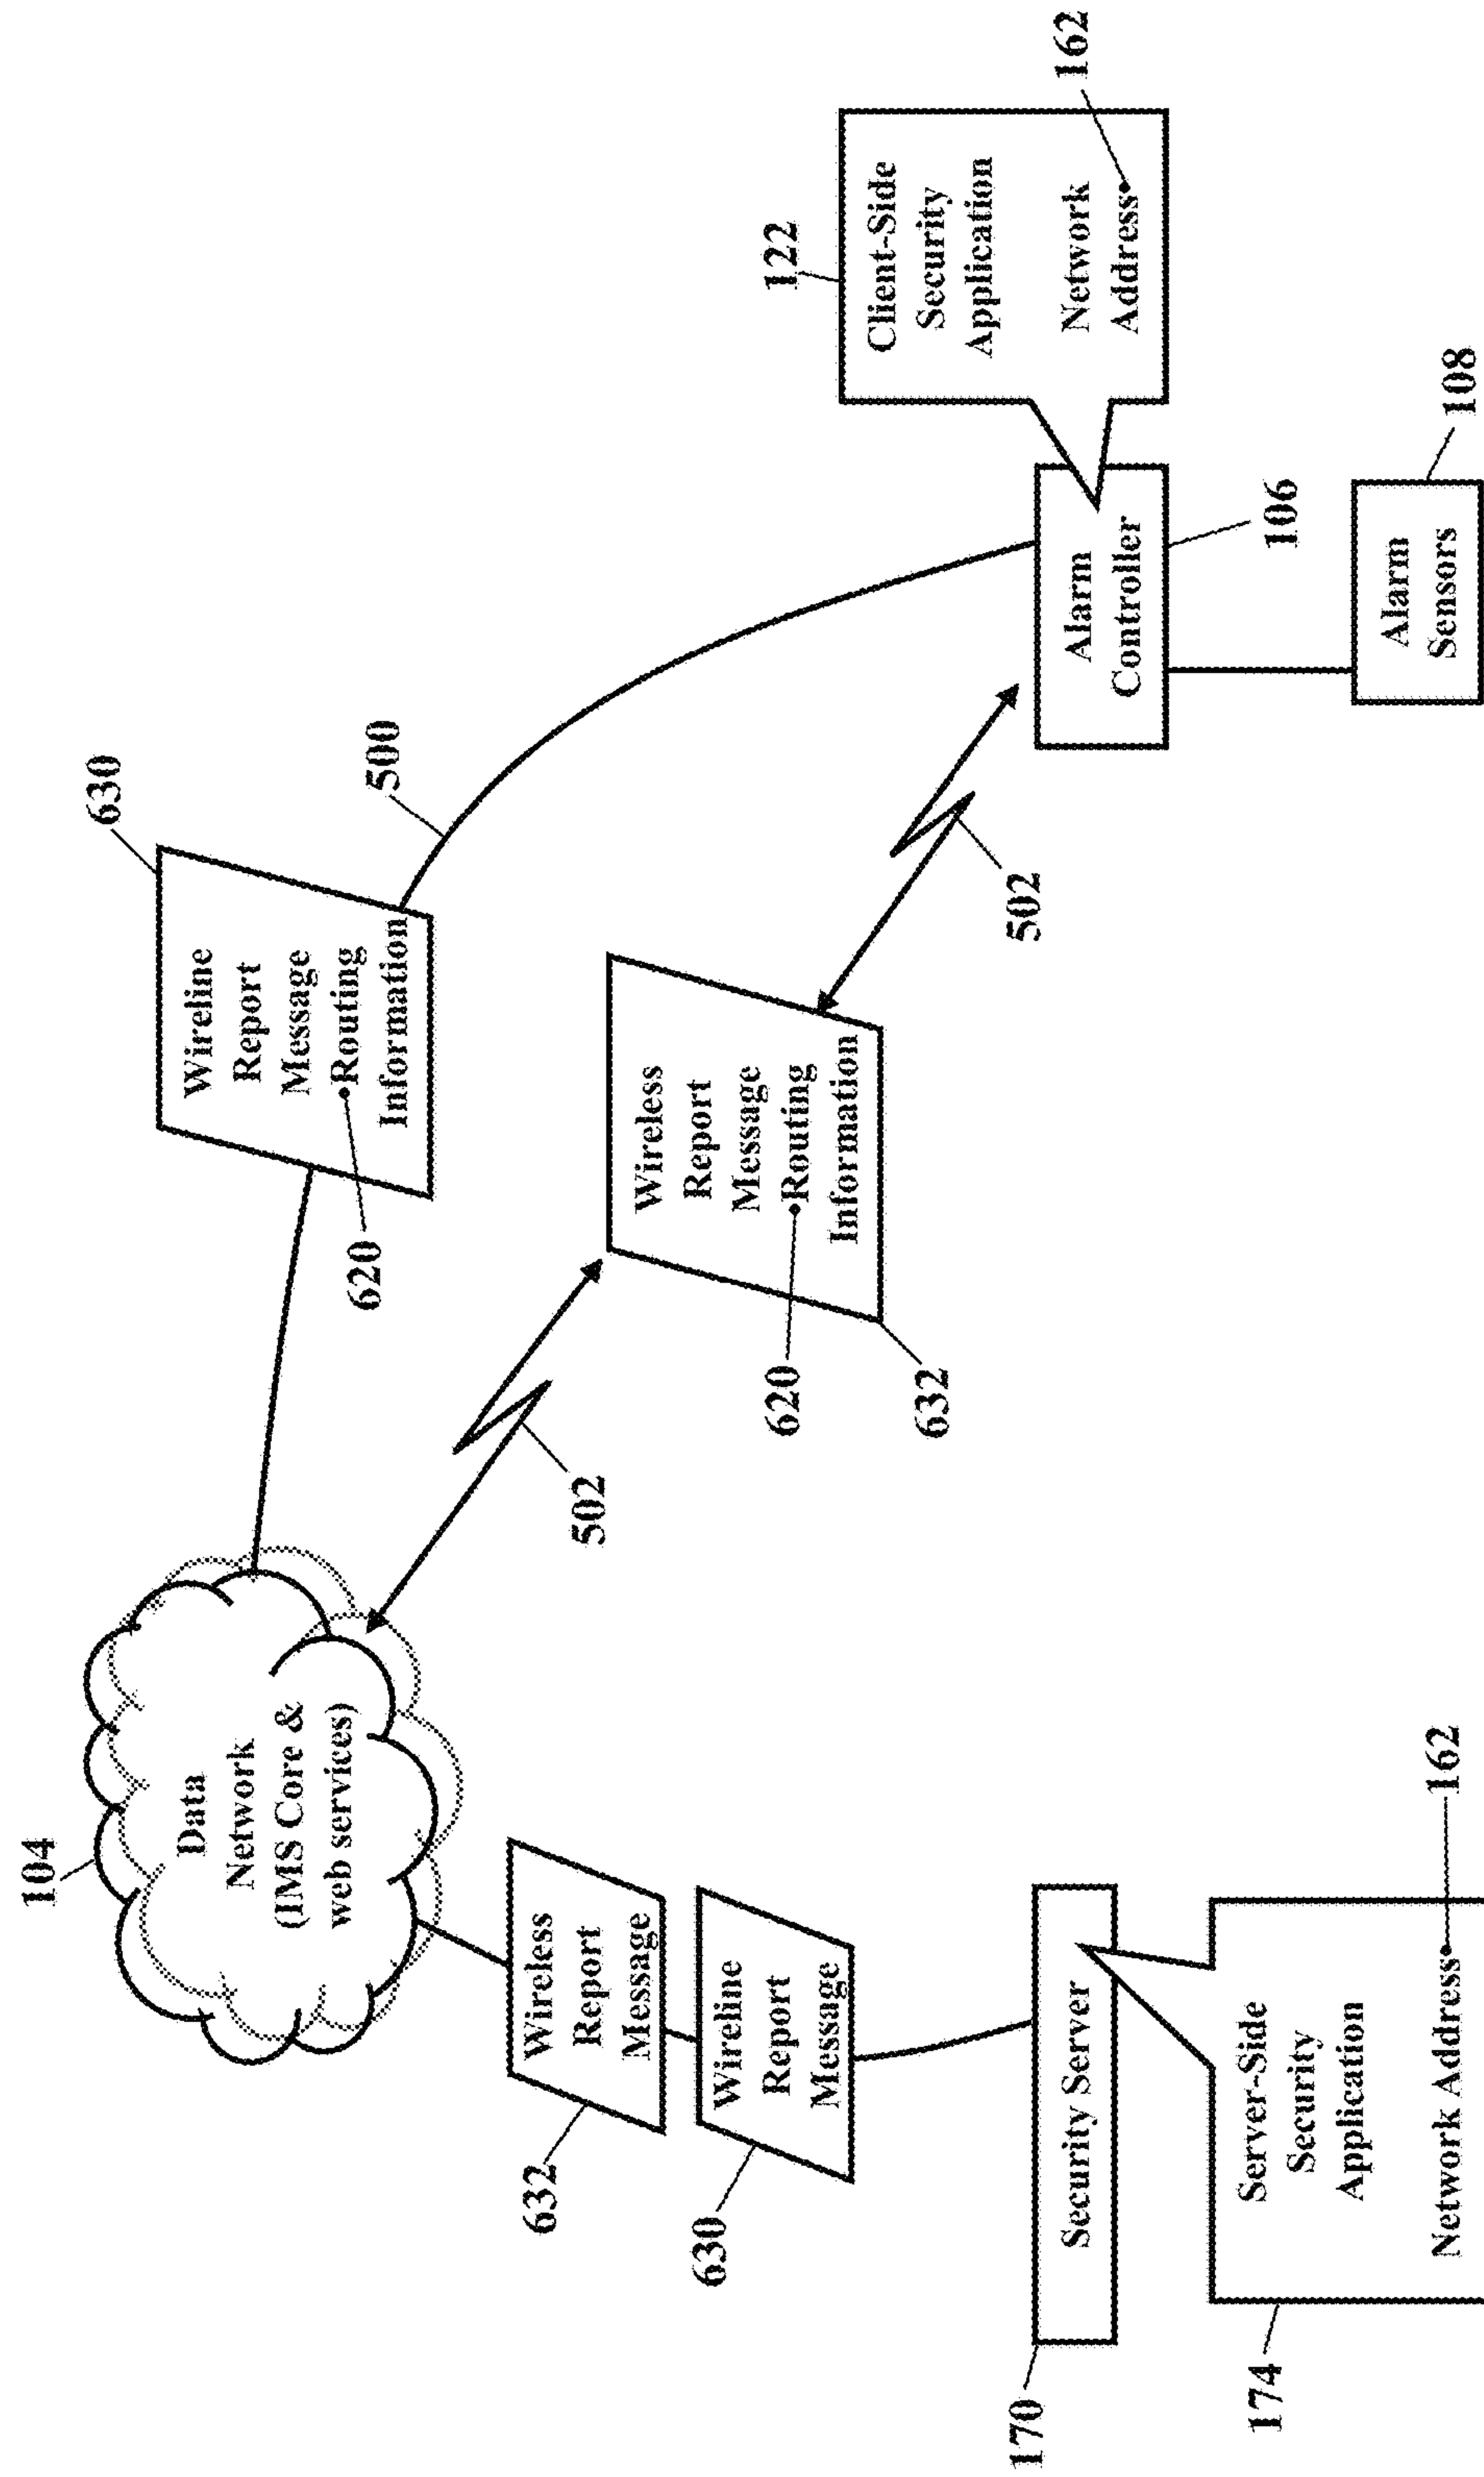 104
Data
Network
(IMS Core &
web services)
630
Wireline
Report
Message
•Routing
Information
620
500
502
Wireless
Report
Message
•Routing
Information
620
632
502
632
Wireless
Report
Message
630
Wireline
Report
Message
170
Security Server
174
Server-Side
Security
Application
Network Address•
162
122
Client-Side
Security
Application
Network
Address•
162
Alarm
Controller
106
Alarm
Sensors
108